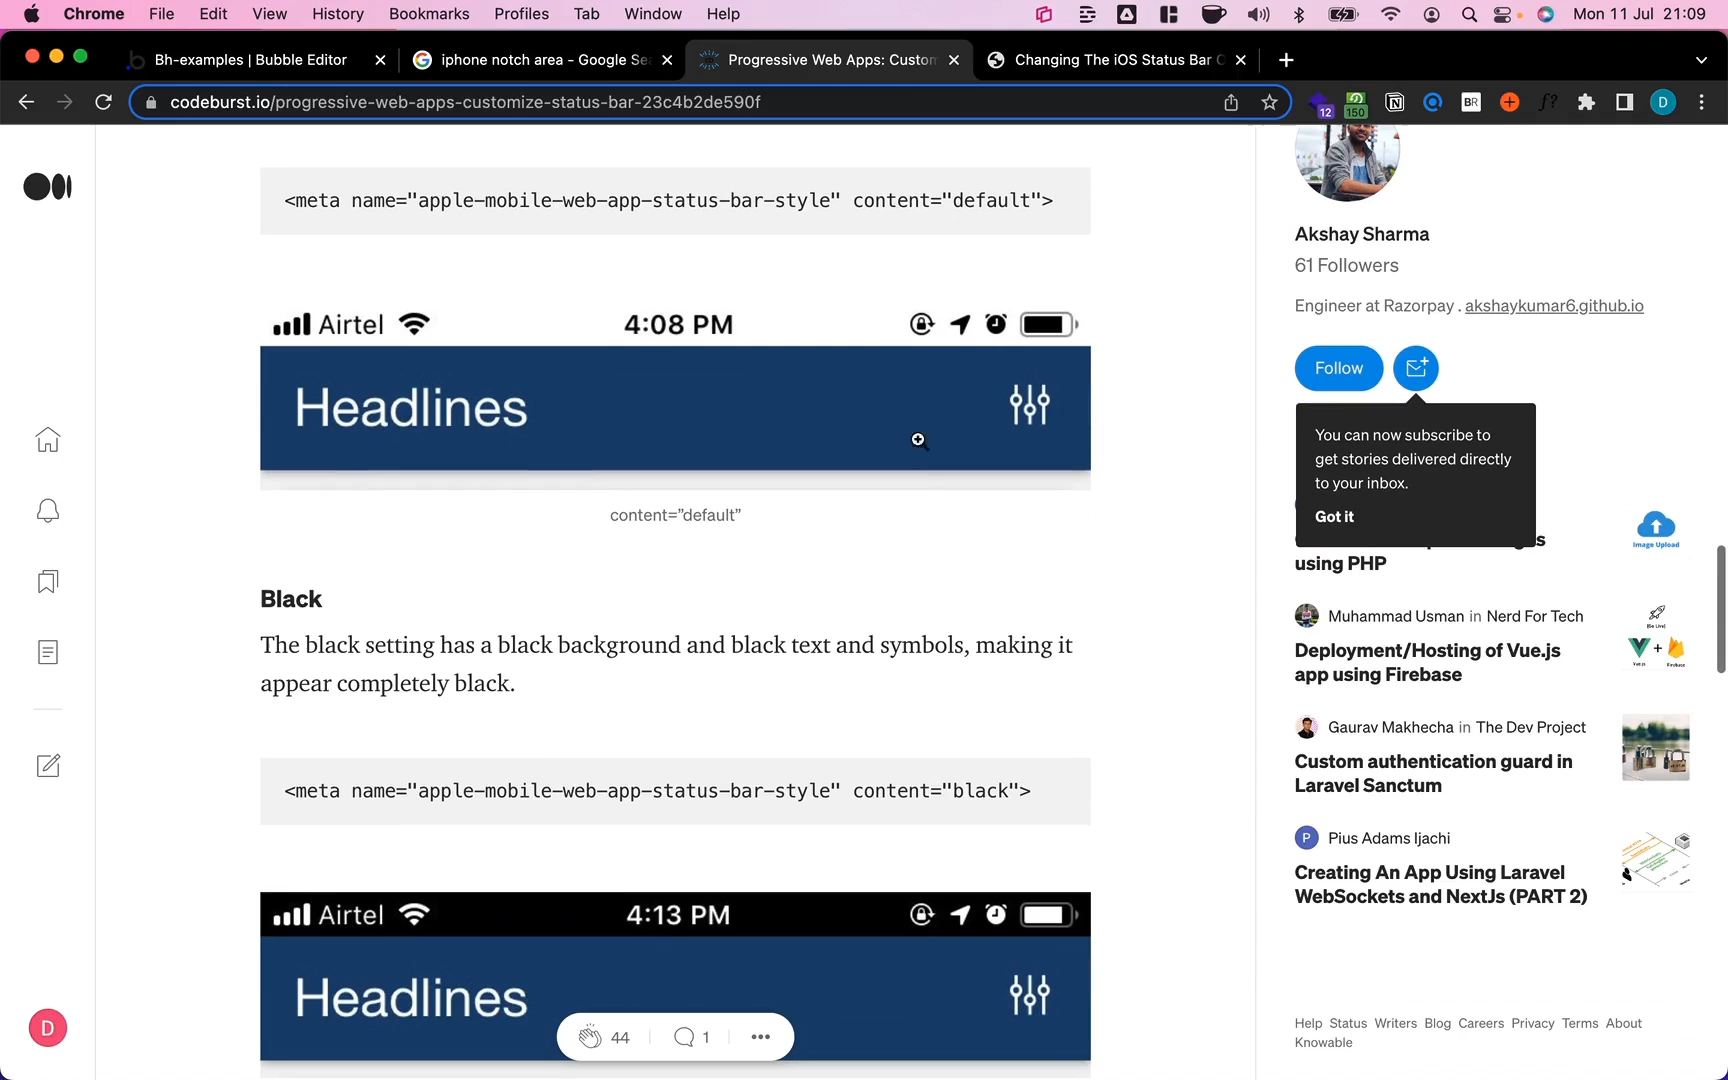 Chrome File Edit View History Bookmarks Profiles Tab Window Help Mon 11 Jul 21:09
Bh-examples | Bubble Editor
iphone notch area - Google Se
Progressive Web Apps: Custom
Changing The iOS Status Bar
codeburst.io/progressive-web-apps-customize-status-bar-23c4b2de590f
12
150
BR
D
<meta name="apple-mobile-web-app-status-bar-style" content="default">
Airtel 4:08 PM
Headlines
content="default"
Black
The black setting has a black background and black text and symbols, making it
appear completely black.
<meta name="apple-mobile-web-app-status-bar-style" content="black">
Airtel 4:13 PM
Headlines
44 1
D
Akshay Sharma
61 Followers
Engineer at Razorpay . akshaykumar6.github.io
Follow
You can now subscribe to
get stories delivered directly
to your inbox.
Got it
using PHP
Image Upload
Muhammad Usman in Nerd For Tech
Deployment/Hosting of Vue.js
app using Firebase
Gaurav Makhecha in The Dev Project
Custom authentication guard in
Laravel Sanctum
P Pius Adams Ijachi
Creating An App Using Laravel
WebSockets and NextJs (PART 2)
Help Status Writers Blog Careers Privacy Terms About
Knowable